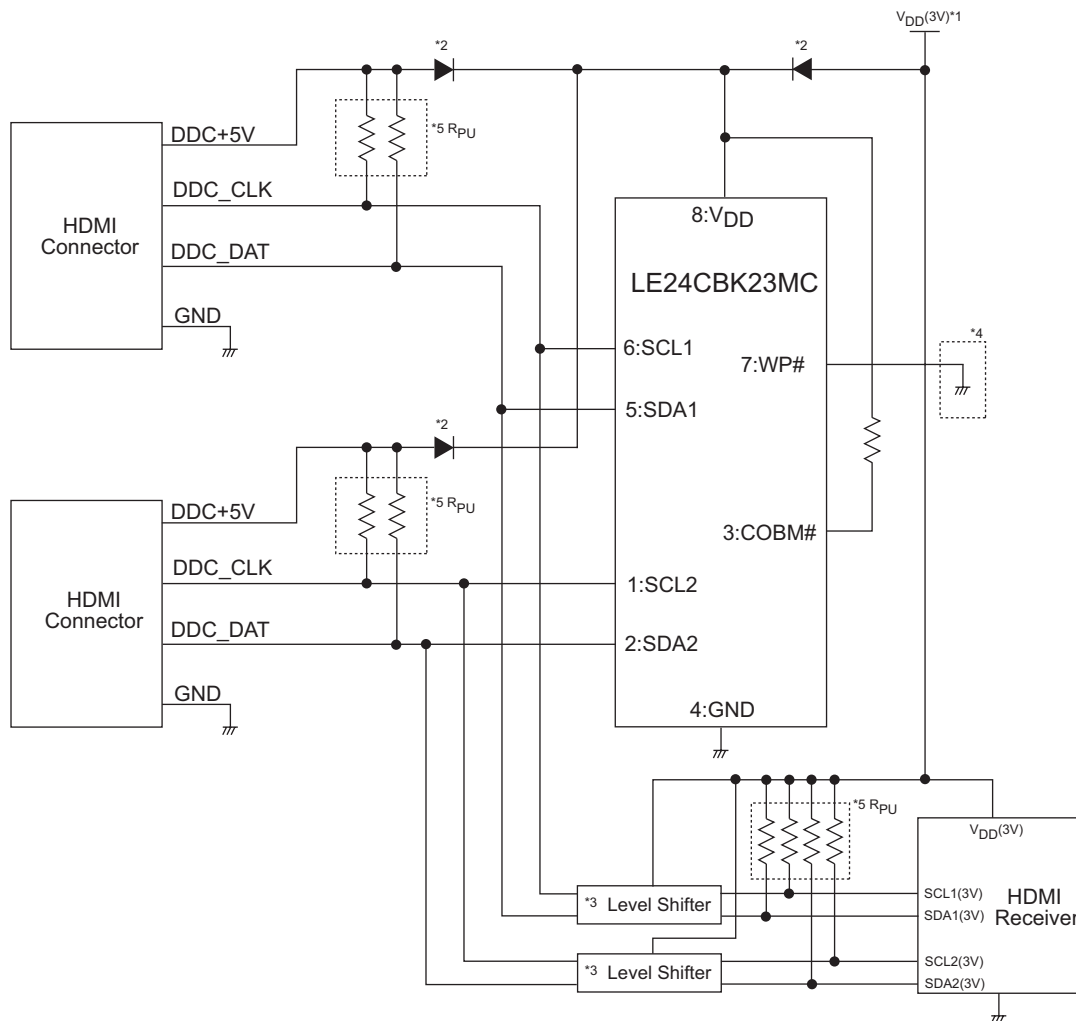 VDD(3V)*1
*2
*2
*5 RPU
DDC+5V
DDC_CLK
HDMI
Connector
DDC_DAT
GND
8:VDD
LE24CBK23MC
6:SCL1
7:WP#
*4
5:SDA1
*2
*5 RPU
DDC+5V
3:COBM#
DDC_CLK
1:SCL2
HDMI
Connector
DDC_DAT
2:SDA2
GND
4:GND
*5 RPU
VDD(3V)
*3 Level Shifter
SCL1(3V)
SDA1(3V)
HDMI
Receiver
*3 Level Shifter
SCL2(3V)
SDA2(3V)